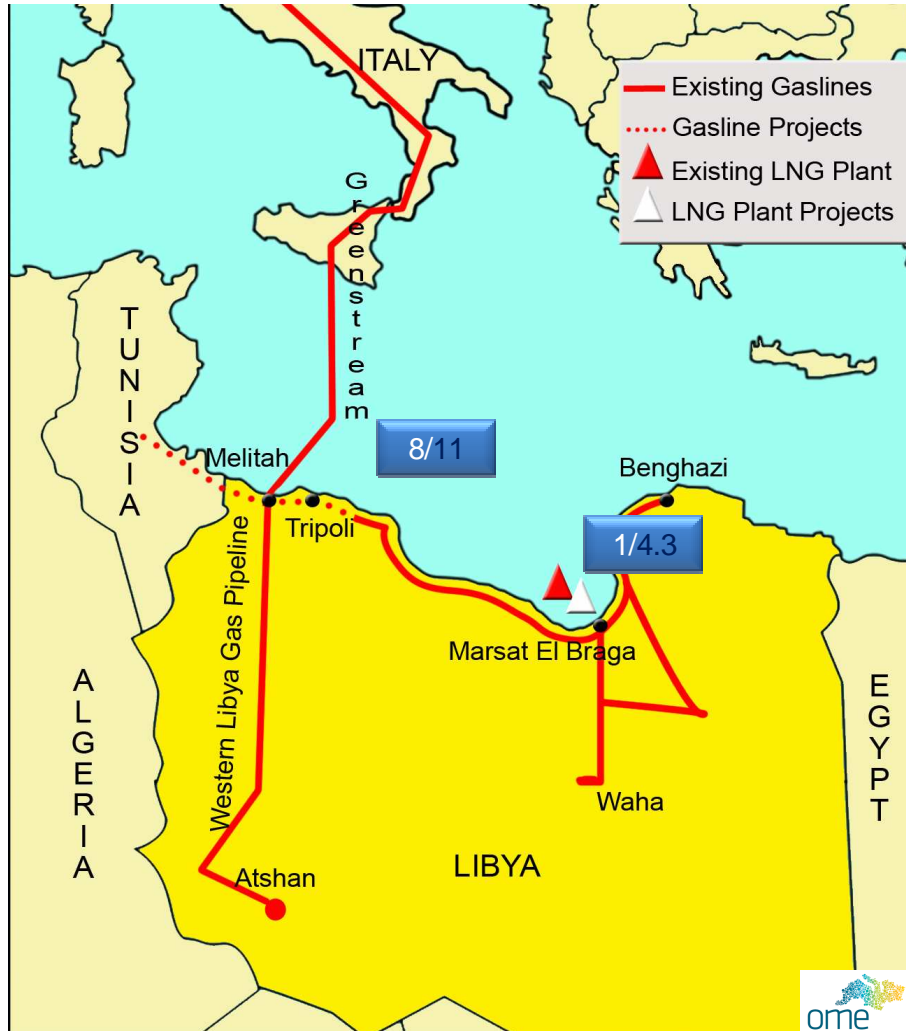 ITALY
Existing Gaslines
Gasline Projects
Existing LNG Plant
LNG Plant Projects
Greenstream
TUNISIA
8/11
Melitah
Benghazi
Tripoli
1/4.3
Western Libya Gas Pipeline
Marsat El Braga
ALGERIA
EGYPT
Waha
LIBYA
Atshan
ome